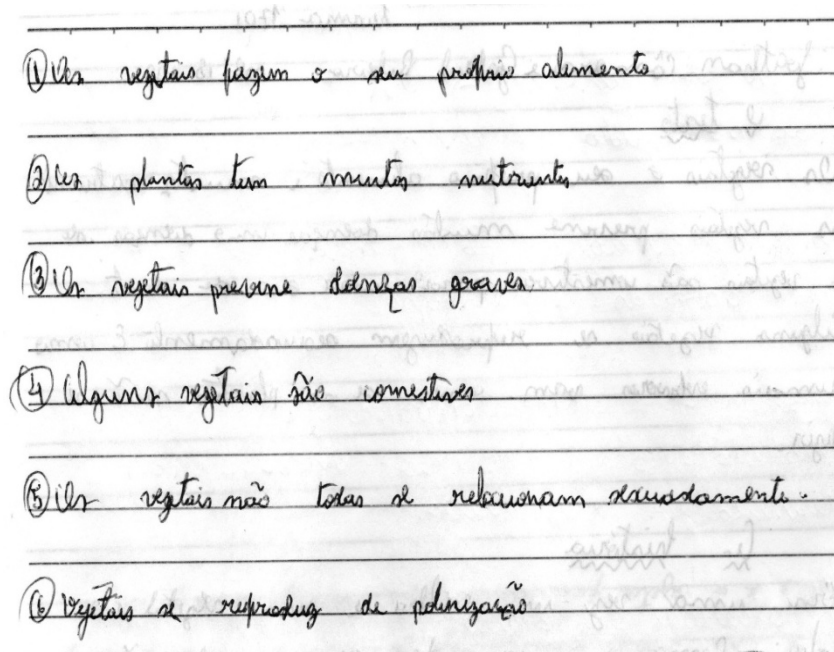 ① Os vegetais fazem o seu próprio alimento
② as plantas tem muitos nutrientes
③ Os vegetais previne doenças graves
④ Alguns vegetais são comestives
⑤ Os vegetais não todas se relacionam sexuadamente.
⑥ Vegetais se reproduz de polinização